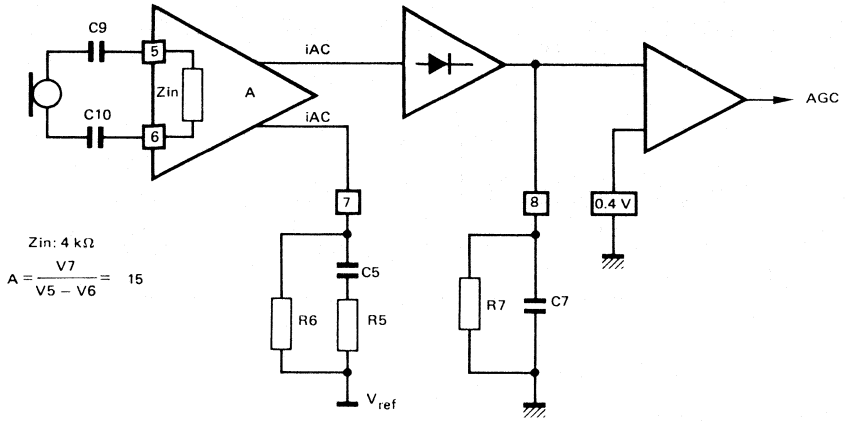 C9
5
iAC
Zin
A
C10
6
iAC
AGC
7
8
0.4 V
Zin: 4 kΩ
A = V7 / V5 – V6 = 15
C5
R6
R5
R7
C7
Vref